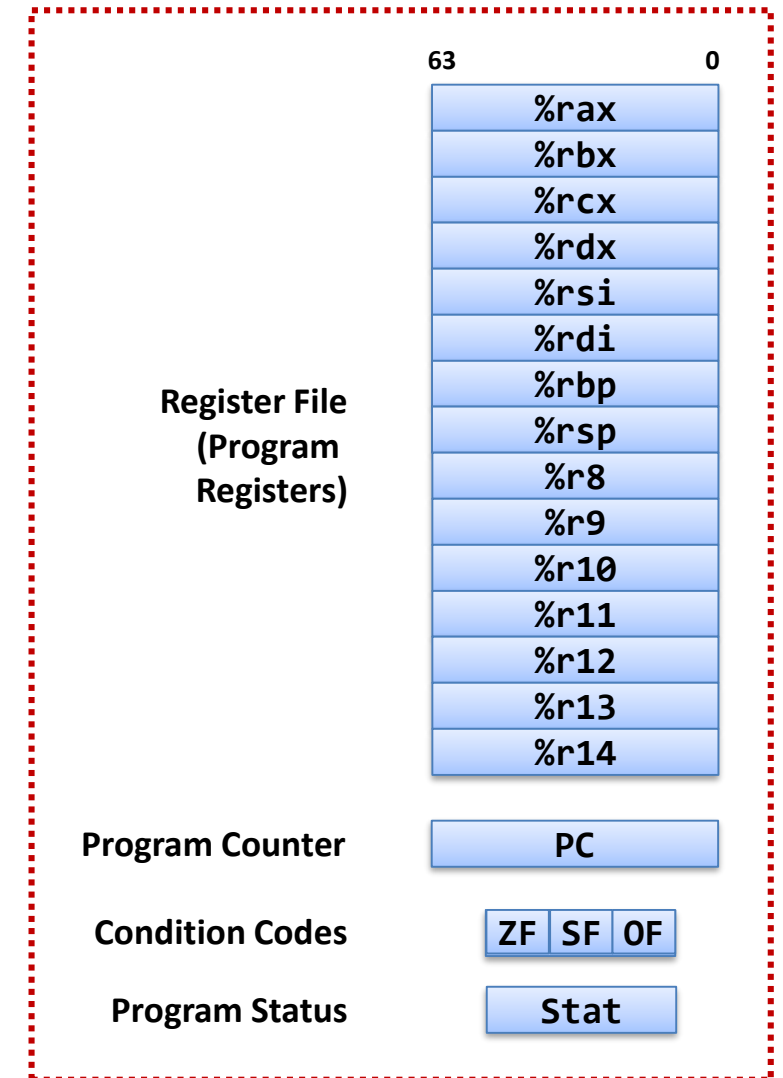 63 0
%rax
%rbx
%rcx
%rdx
%rsi
%rdi
%rbp
%rsp
%r8
%r9
%r10
%r11
%r12
%r13
%r14
Register File
(Program
Registers)
Program Counter PC
Condition Codes ZF SF OF
Program Status Stat